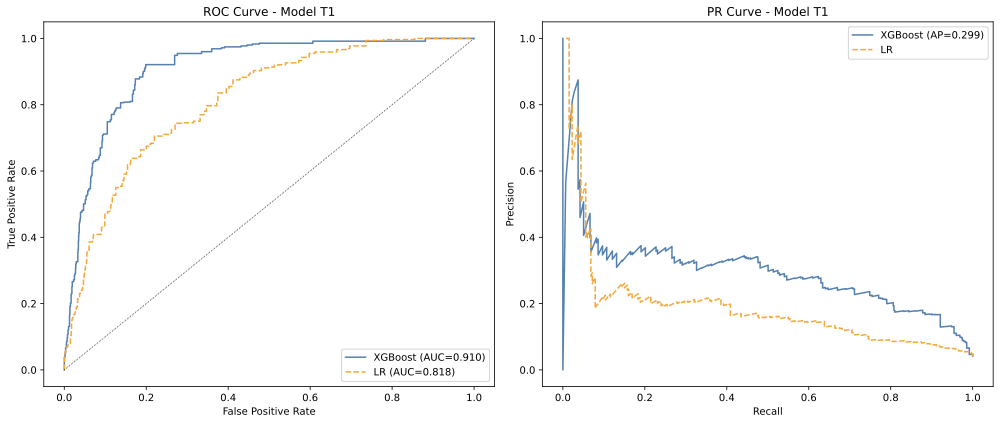 ROC Curve - Model T1
True Positive Rate
1.0
0.8
0.6
0.4
0.2
0.0
XGBoost (AUC=0.910)
LR (AUC=0.818)
0.0 0.2 0.4 0.6 0.8 1.0
False Positive Rate
PR Curve - Model T1
Precision
1.0
0.8
0.6
0.4
0.2
0.0
XGBoost (AP=0.299)
LR
0.0 0.2 0.4 0.6 0.8 1.0
Recall